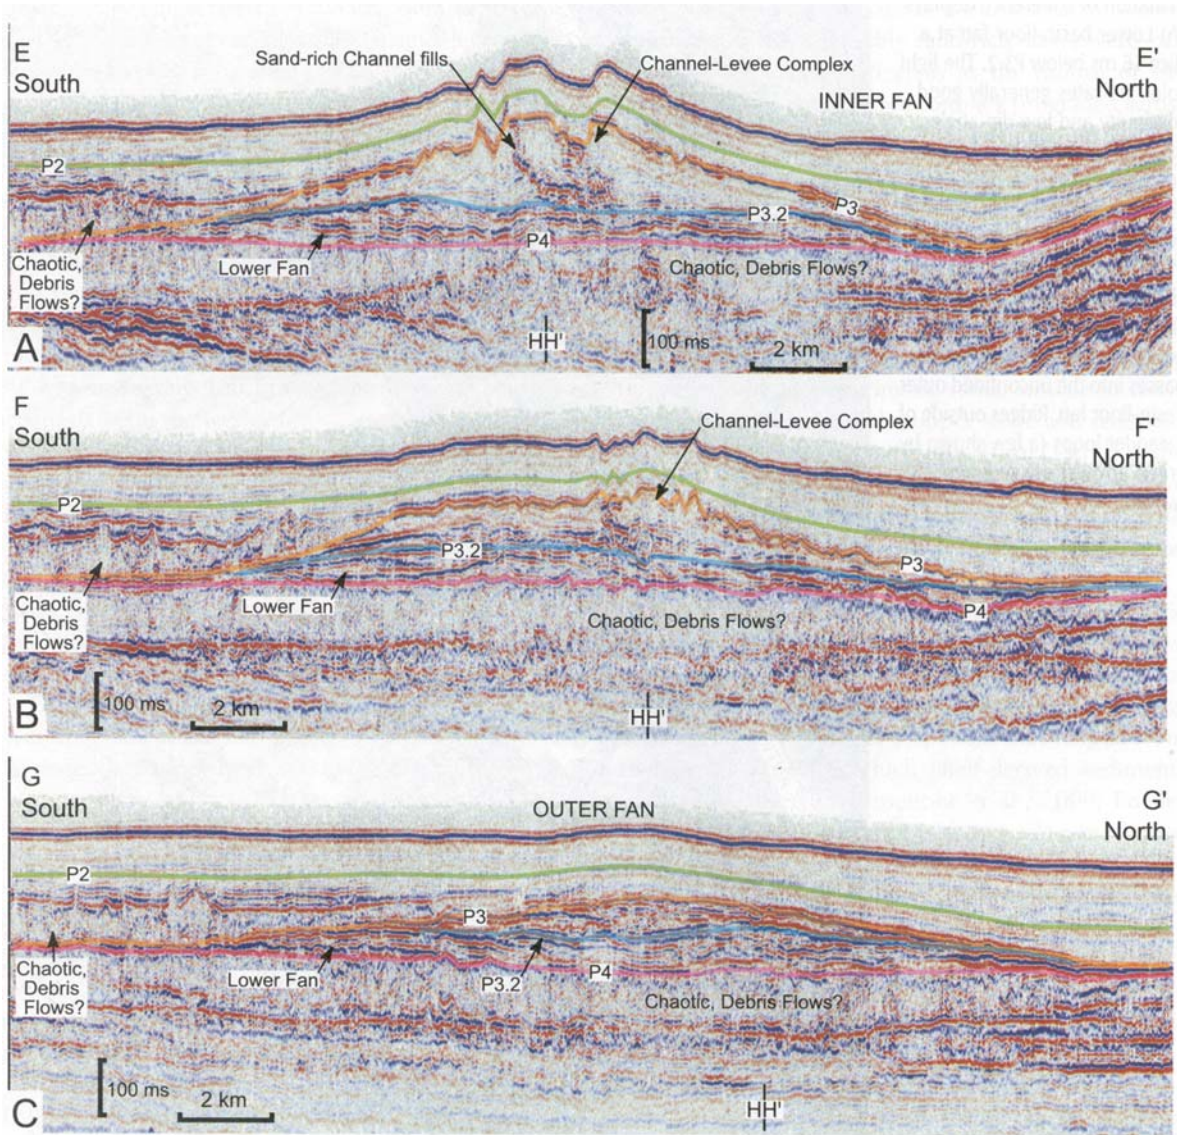 E
South
Sand-rich Channel fills
Channel-Levee Complex
INNER FAN
E'
North
P2
P3.2
P3
P4
Chaotic,
Debris
Flows?
Lower Fan
Chaotic, Debris Flows?
A
HH'
100 ms
2 km
F
South
Channel-Levee Complex
F'
North
P2
P3.2
P3
Chaotic,
Debris
Flows?
Lower Fan
Chaotic, Debris Flows?
P4
B
100 ms
2 km
HH'
G
South
OUTER FAN
G'
North
P2
P3
Chaotic,
Debris
Flows?
Lower Fan
P3.2
P4
Chaotic, Debris Flows?
C
100 ms
2 km
HH'